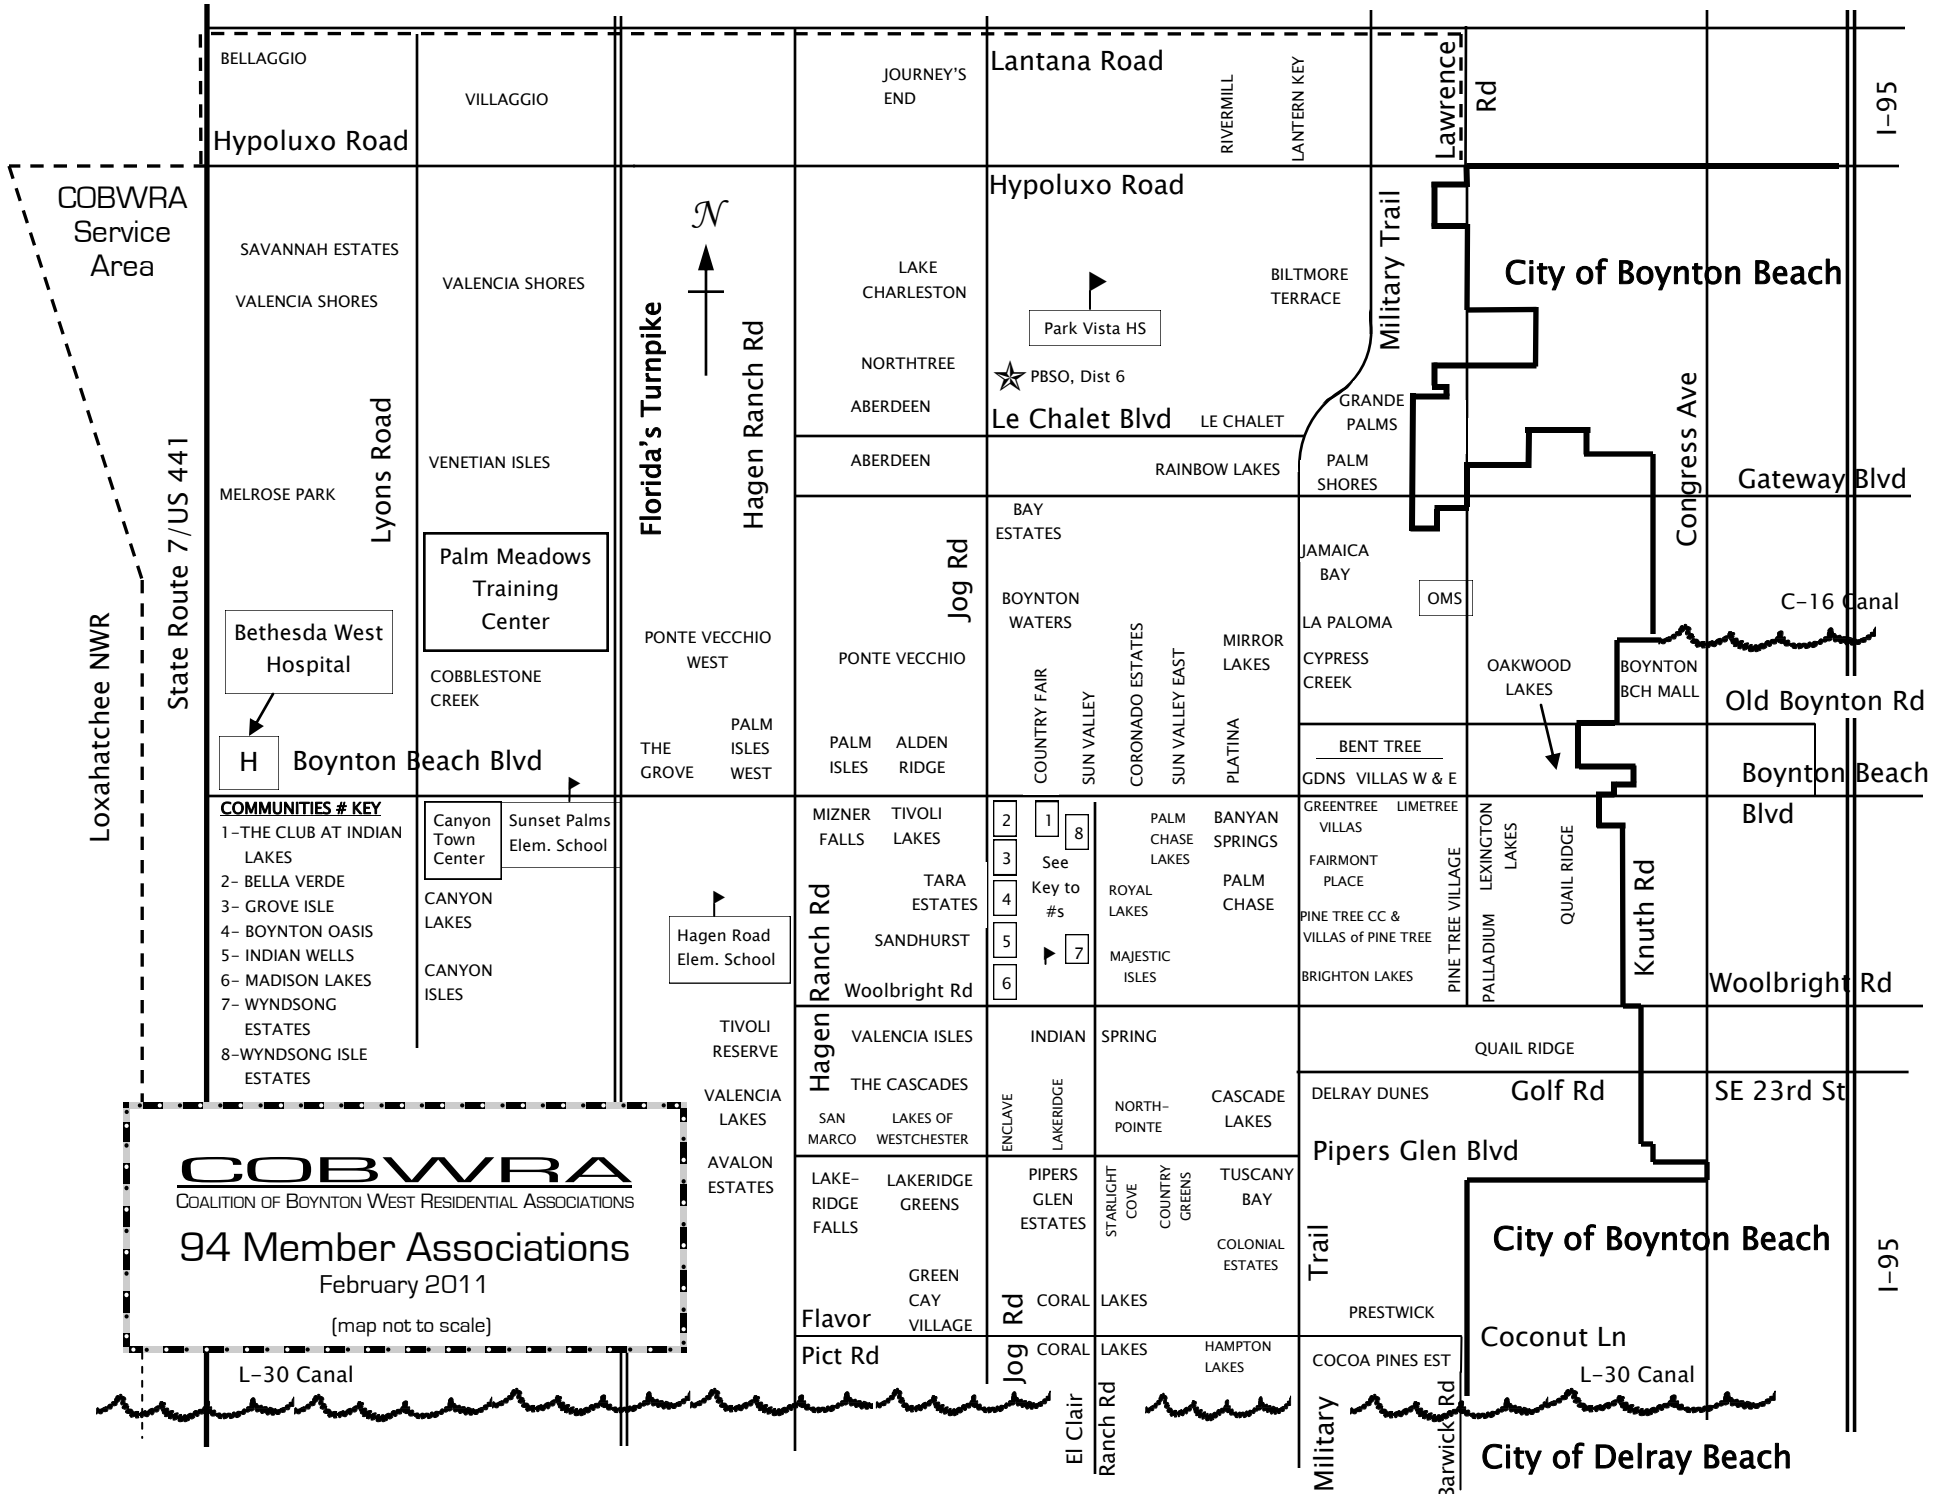 BELLAGGIO
VILLAGGIO
JOURNEY'S
END
Lantana Road
RIVERMILL
LANTERN KEY
Lawrence
Rd
I-95
Hypoluxo Road
COBWRA
Service
Area
Hypoluxo Road
N
SAVANNAH ESTATES
VALENCIA SHORES
VALENCIA SHORES
LAKE
CHARLESTON
Park Vista HS
BILTMORE
TERRACE
Military Trail
City of Boynton Beach
Florida's Turnpike
Hagen Ranch Rd
NORTHTREE
PBSO, Dist 6
ABERDEEN
Le Chalet Blvd
LE CHALET
GRANDE
PALMS
Congress Ave
State Route 7/US 441
Lyons Road
VENETIAN ISLES
MELROSE PARK
ABERDEEN
RAINBOW LAKES
PALM
SHORES
Gateway Blvd
BAY
ESTATES
Palm Meadows
Training
Center
Jog Rd
JAMAICA
BAY
OMS
C-16 Canal
Loxahatchee NWR
Bethesda West
Hospital
BOYNTON
WATERS
LA PALOMA
PONTE VECCHIO
WEST
PONTE VECCHIO
MIRROR
LAKES
CYPRESS
CREEK
OAKWOOD
LAKES
BOYNTON
BCH MALL
COBBLESTONE
CREEK
COUNTRY FAIR
SUN VALLEY
CORONADO ESTATES
SUN VALLEY EAST
PLATINA
Old Boynton Rd
H
Boynton Beach Blvd
THE
GROVE
PALM
ISLES
WEST
PALM
ISLES
ALDEN
RIDGE
BENT TREE
GDNS VILLAS W & E
Boynton Beach
Blvd
COMMUNITIES # KEY
1-THE CLUB AT INDIAN
LAKES
2- BELLA VERDE
3- GROVE ISLE
4- BOYNTON OASIS
5- INDIAN WELLS
6- MADISON LAKES
7- WYNDSONG
ESTATES
8-WYNDSONG ISLE
ESTATES
Canyon
Town
Center
Sunset Palms
Elem. School
CANYON
LAKES
CANYON
ISLES
Hagen Road
Elem. School
MIZNER
FALLS
TIVOLI
LAKES
TARA
ESTATES
SANDHURST
Hagen Ranch Rd
Woolbright Rd
2
3
4
5
6
1
8
See
Key to
#s
7
PALM
CHASE
LAKES
BANYAN
SPRINGS
ROYAL
LAKES
PALM
CHASE
MAJESTIC
ISLES
GREENTREE
VILLAS
LIMETREE
FAIRMONT
PLACE
PINE TREE CC &
VILLAS of PINE TREE
BRIGHTON LAKES
PINE TREE VILLAGE
PALLADIUM
LEXINGTON
LAKES
QUAIL RIDGE
Knuth Rd
Woolbright Rd
TIVOLI
RESERVE
VALENCIA ISLES
INDIAN
SPRING
QUAIL RIDGE
VALENCIA
LAKES
THE CASCADES
SAN
MARCO
LAKES OF
WESTCHESTER
ENCLAVE
LAKERIDGE
NORTH-
POINTE
CASCADE
LAKES
DELRAY DUNES
Golf Rd
SE 23rd St
Pipers Glen Blvd
AVALON
ESTATES
LAKE-
RIDGE
FALLS
LAKERIDGE
GREENS
PIPERS
GLEN
ESTATES
STARLIGHT
COVE
COUNTRY
GREENS
TUSCANY
BAY
COLONIAL
ESTATES
Trail
City of Boynton Beach
I-95
COBWRA
COALITION OF BOYNTON WEST RESIDENTIAL ASSOCIATIONS
94 Member Associations
February 2011
(map not to scale)
GREEN
CAY
VILLAGE
Flavor
Pict Rd
Jog Rd
CORAL
LAKES
CORAL
LAKES
HAMPTON
LAKES
PRESTWICK
COCOA PINES EST
Coconut Ln
L-30 Canal
L-30 Canal
El Clair
Ranch Rd
Military
Barwick Rd
City of Delray Beach